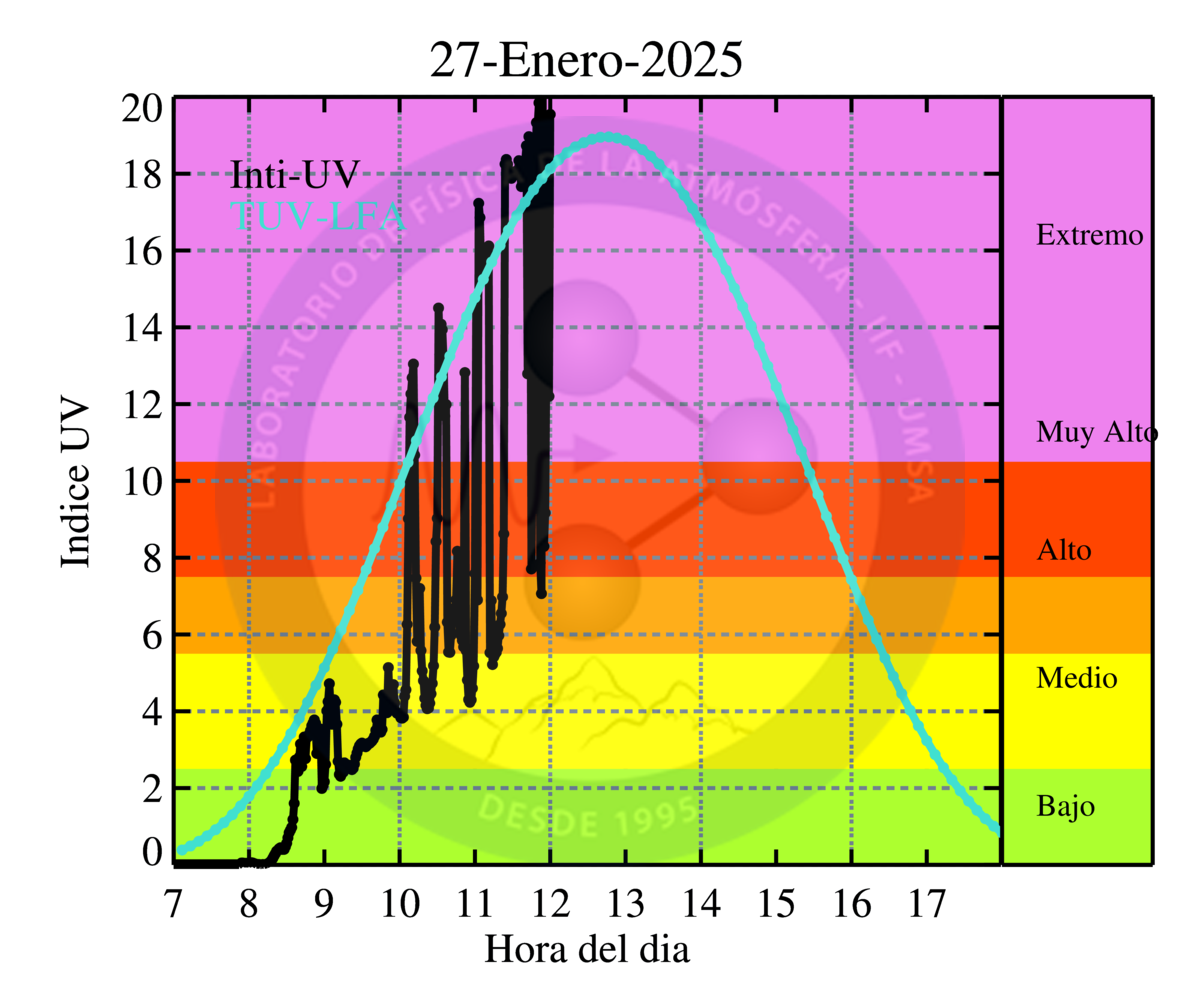 27-Enero-2025
20
18
16
14
12
10
8
6
4
2
0
Indice UV
Inti-UV
TUV-LFA
LABORATORIO DE FÍSICA DE LA ATMÓSFERA - IIF - UMSA
DESDE 1995
Extremo
Muy Alto
Alto
Medio
Bajo
7 8 9 10 11 12 13 14 15 16 17
Hora del dia